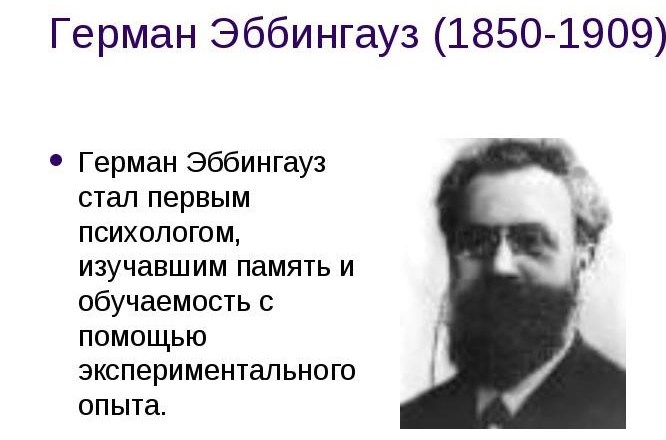 Герман Эббингауз (1850-1909)
Герман Эббингауз
стал первым
психологом,
изучавшим память и
обучаемость с
помощью
экспериментального
опыта.